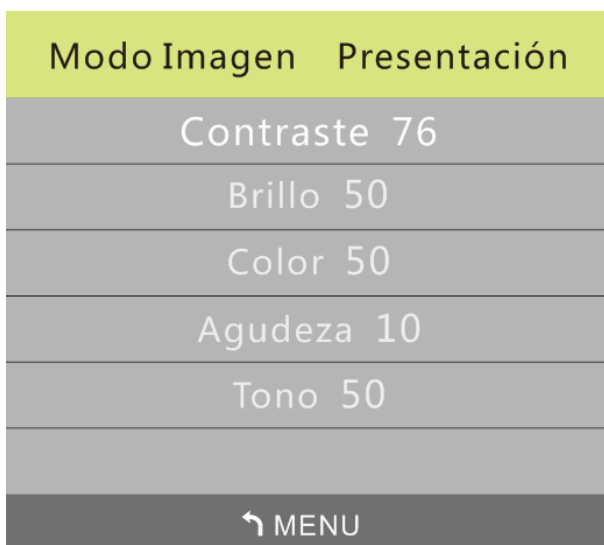 Modo Imagen Presentación
Contraste 76
Brillo 50
Color 50
Agudeza 10
Tono 50
MENU